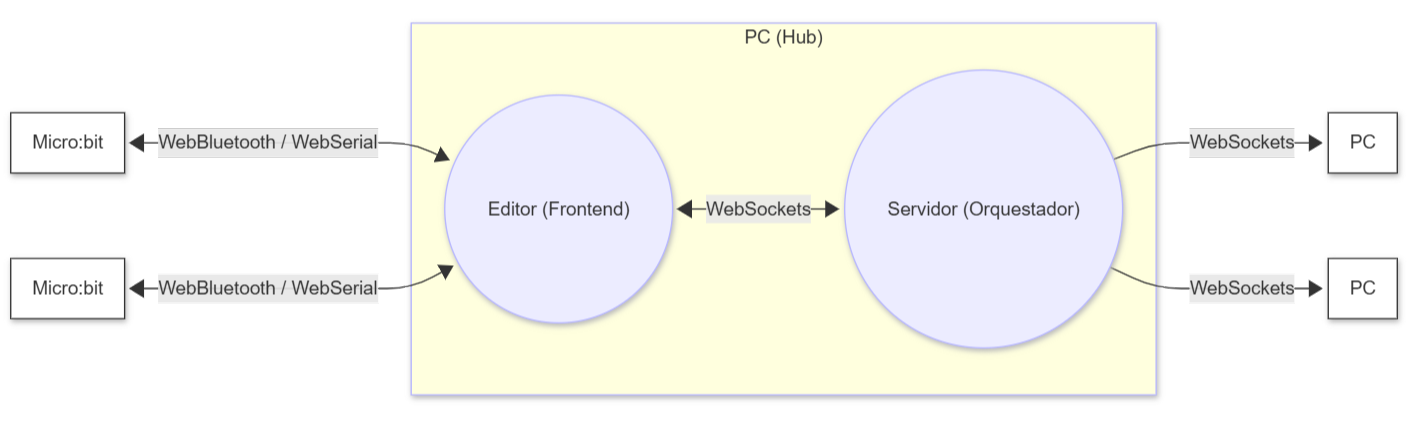 PC (Hub)
Micro:bit
WebBluetooth / WebSerial
Editor (Frontend)
WebSockets
Servidor (Orquestador)
WebSockets
PC
Micro:bit
WebBluetooth / WebSerial
WebSockets
PC